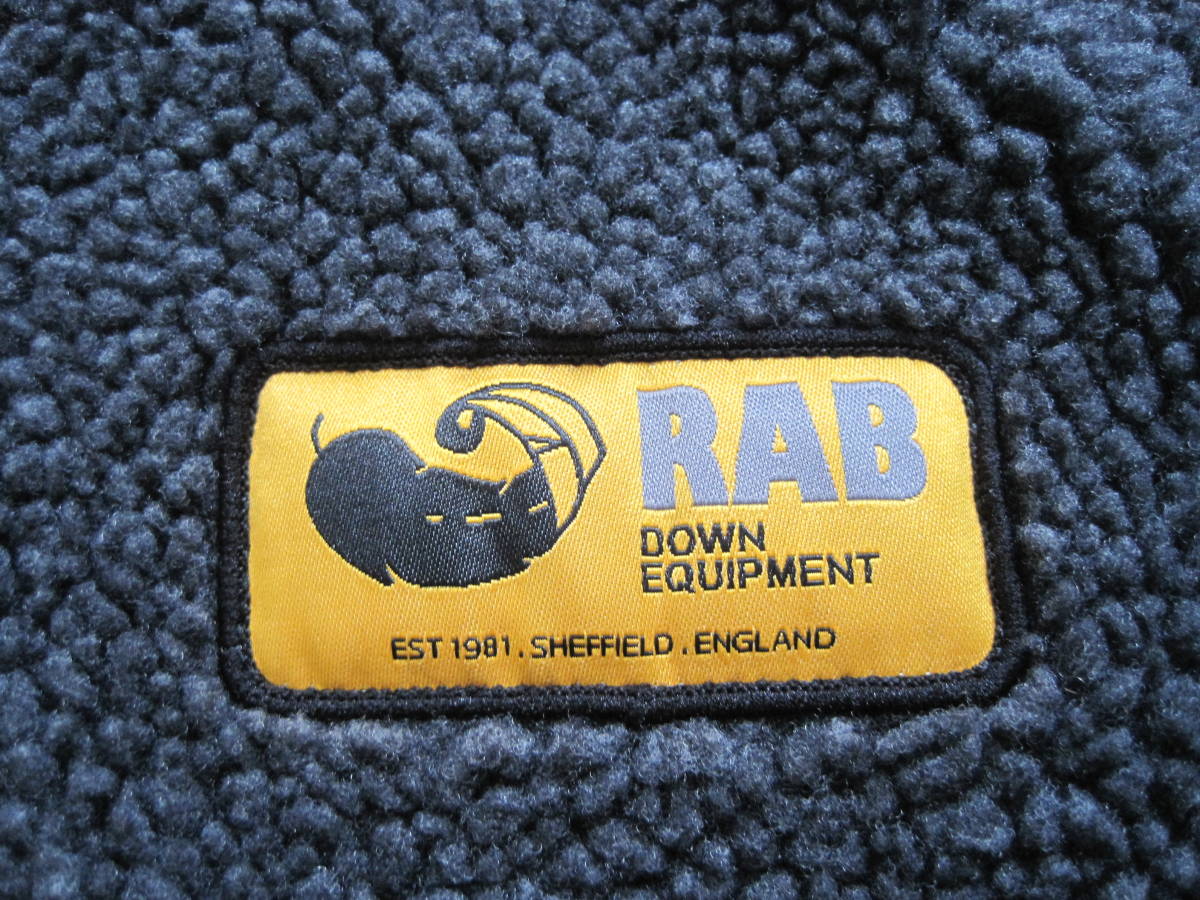 RAB
DOWN
EQUIPMENT
EST 1981 . SHEFFIELD . ENGLAND